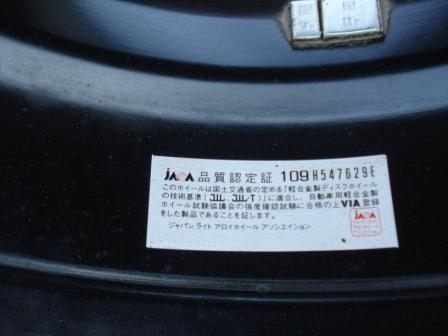 JAWA 品質認定証 109H547629E
このホイールは国土交通省の定める「軽合金製ディスクホイール
の技術基準(JWL、JWL-T)」に適合し、自動車用軽合金製
ホイール試験協議会の強度確認試験に合格の上VIA登録
をした製品であることを証します。
JAWA
ジャパン ライト アロイホイール アソシエイション